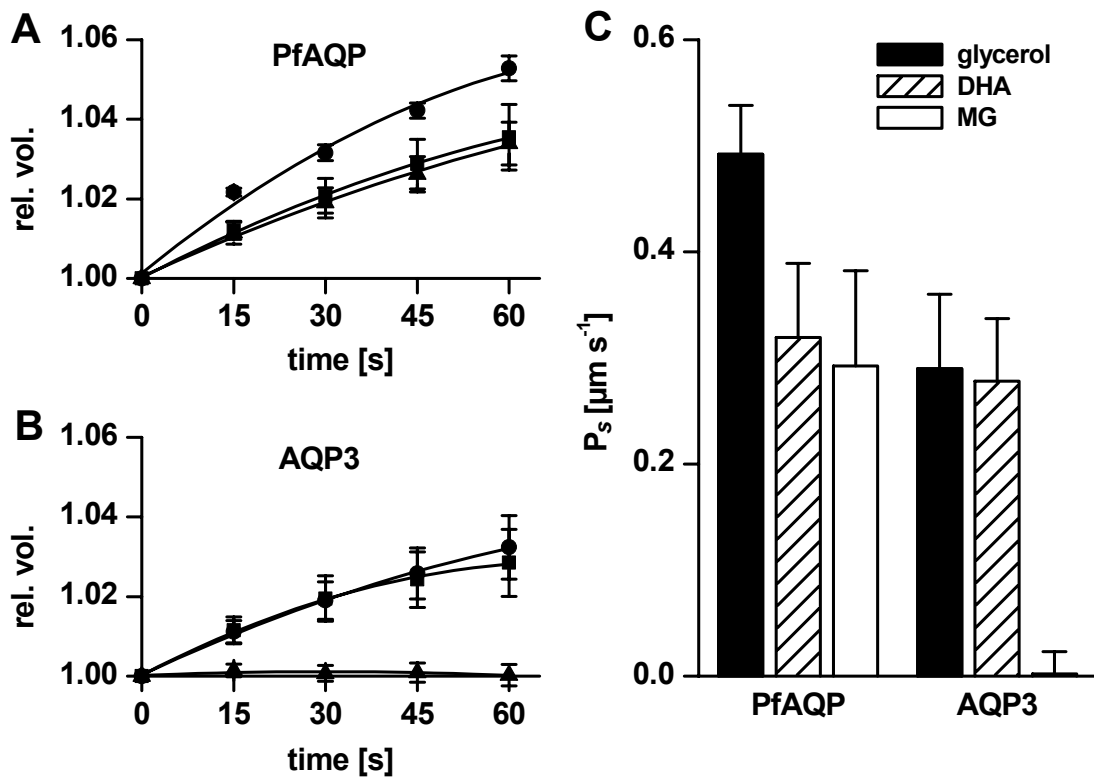 A
PfAQP
1.06
1.04
1.02
1.00
rel. vol.
0 15 30 45 60
time [s]
B
AQP3
1.06
1.04
1.02
1.00
rel. vol.
0 15 30 45 60
time [s]
C
glycerol
DHA
MG
0.6
0.4
0.2
0.0
Ps [µm s-1]
PfAQP AQP3